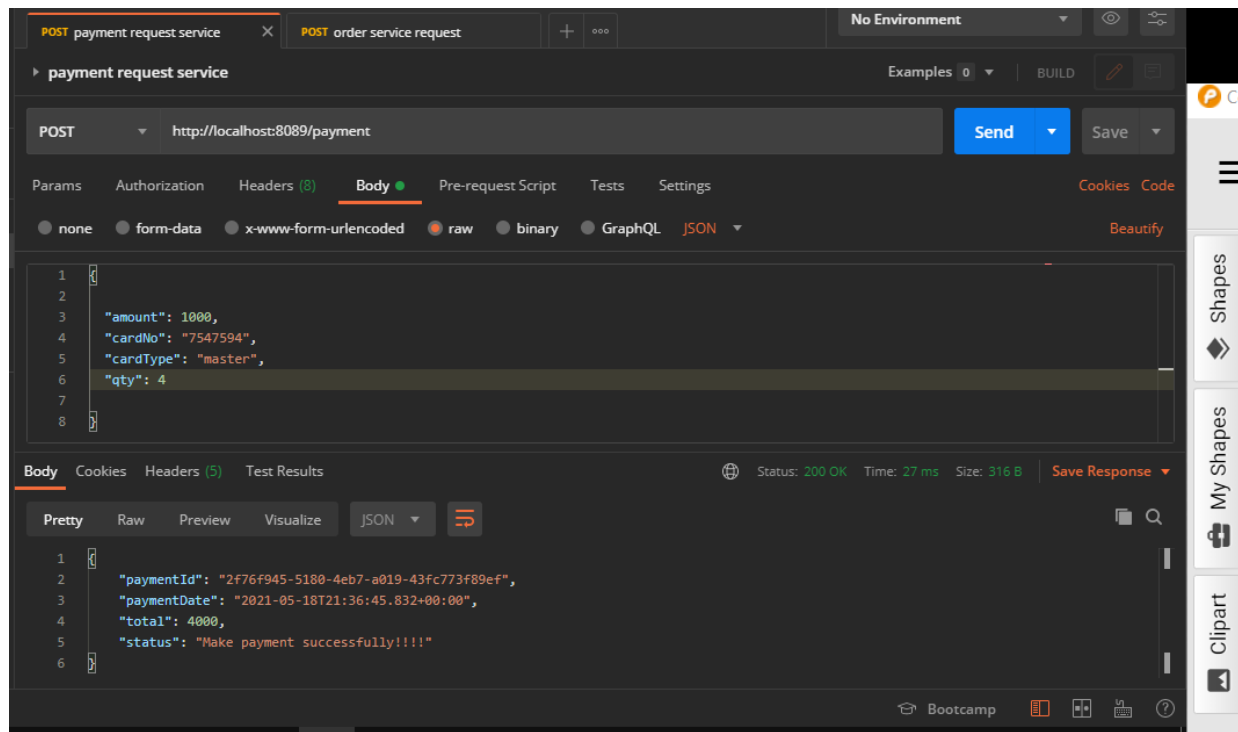 No Environment
POST payment request service
POST order service request
payment request service
Examples 0
BUILD
POST http://localhost:8089/payment
Send
Save
Params Authorization Headers (8) Body Pre-request Script Tests Settings
Cookies Code
none form-data x-www-form-urlencoded raw binary GraphQL JSON
Beautify
1 {
2
3 "amount": 1000,
4 "cardNo": "7547594",
5 "cardType": "master",
6 "qty": 4
7
8 }
Body Cookies Headers (5) Test Results
Status: 200 OK Time: 27 ms Size: 316 B Save Response
Pretty Raw Preview Visualize JSON
1 {
2 "paymentId": "2f76f945-5180-4eb7-a019-43fc773f89ef",
3 "paymentDate": "2021-05-18T21:36:45.832+00:00",
4 "total": 4000,
5 "status": "Make payment successfully!!!!"
6 }
Bootcamp
C
Shapes
My Shapes
Clipart